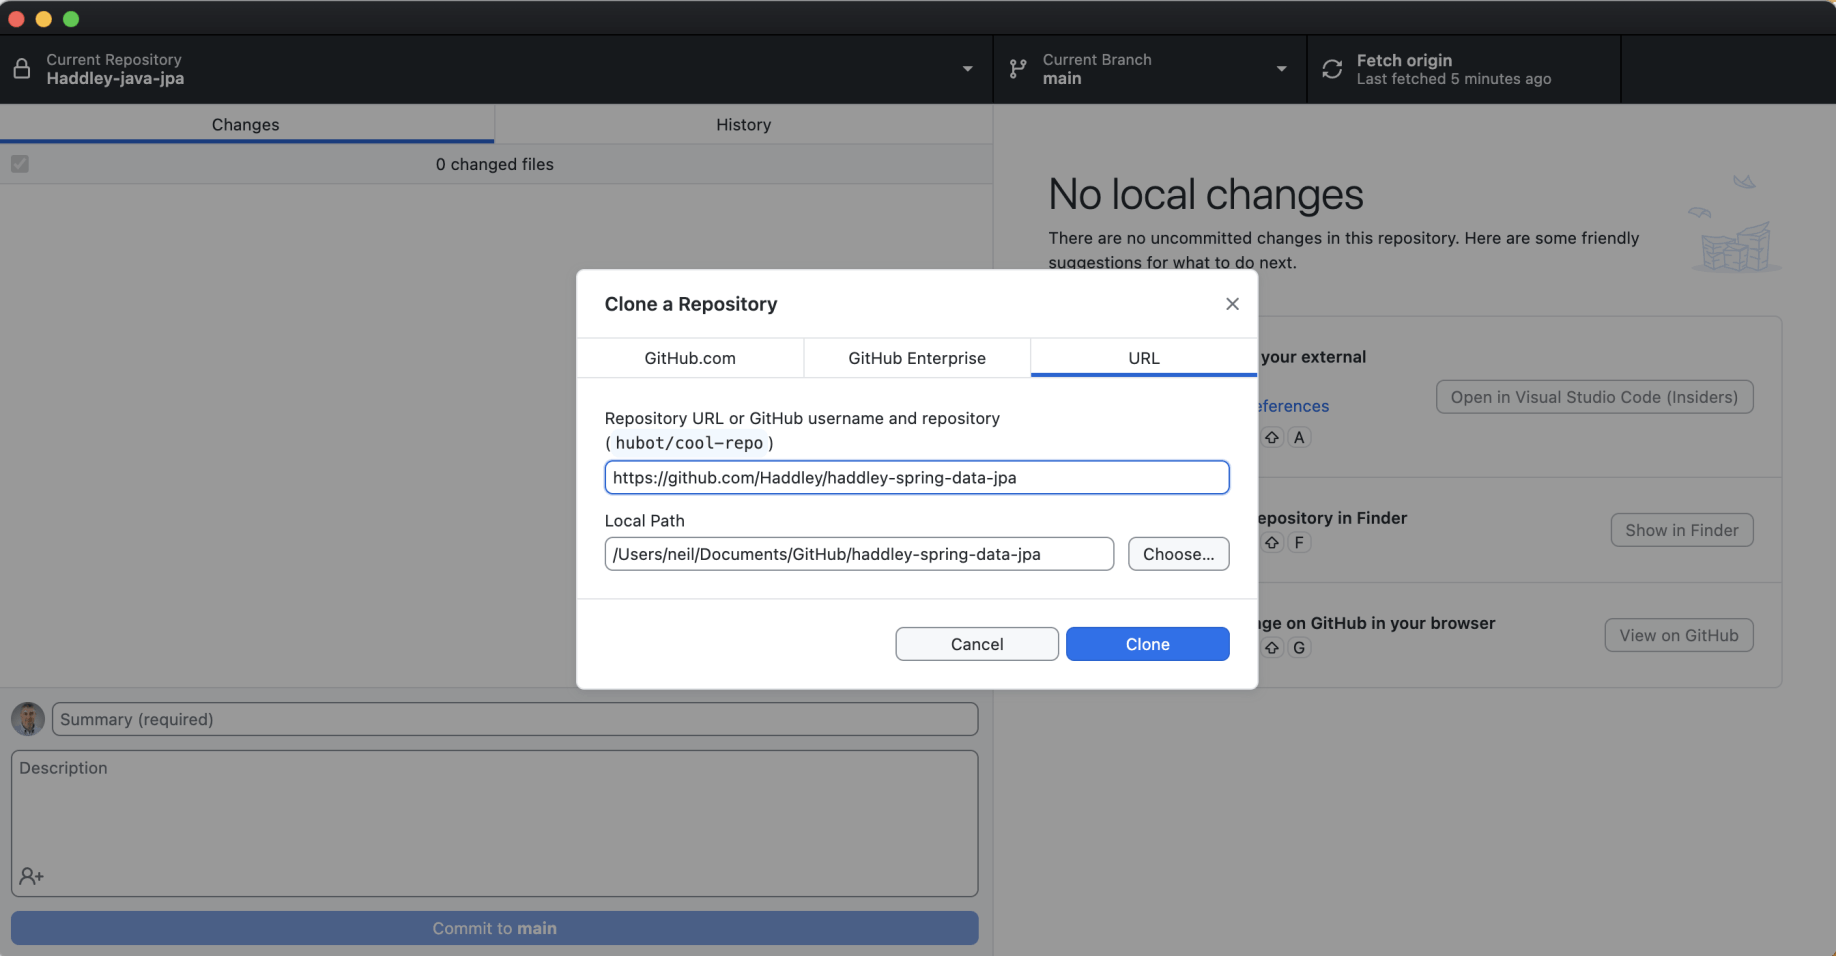 Current Repository
Haddley-java-jpa
Current Branch
main
Fetch origin
Last fetched 5 minutes ago
Changes
History
0 changed files
No local changes
There are no uncommitted changes in this repository. Here are some friendly
suggestions for what to do next.
Clone a Repository
GitHub.com
GitHub Enterprise
URL
Repository URL or GitHub username and repository
(hubot/cool-repo)
https://github.com/Haddley/haddley-spring-data-jpa
Local Path
/Users/neil/Documents/GitHub/haddley-spring-data-jpa
Choose...
Cancel
Clone
your external
eferences
Open in Visual Studio Code (Insiders)
A
epository in Finder
F
Show in Finder
ge on GitHub in your browser
G
View on GitHub
Summary (required)
Description
Commit to main